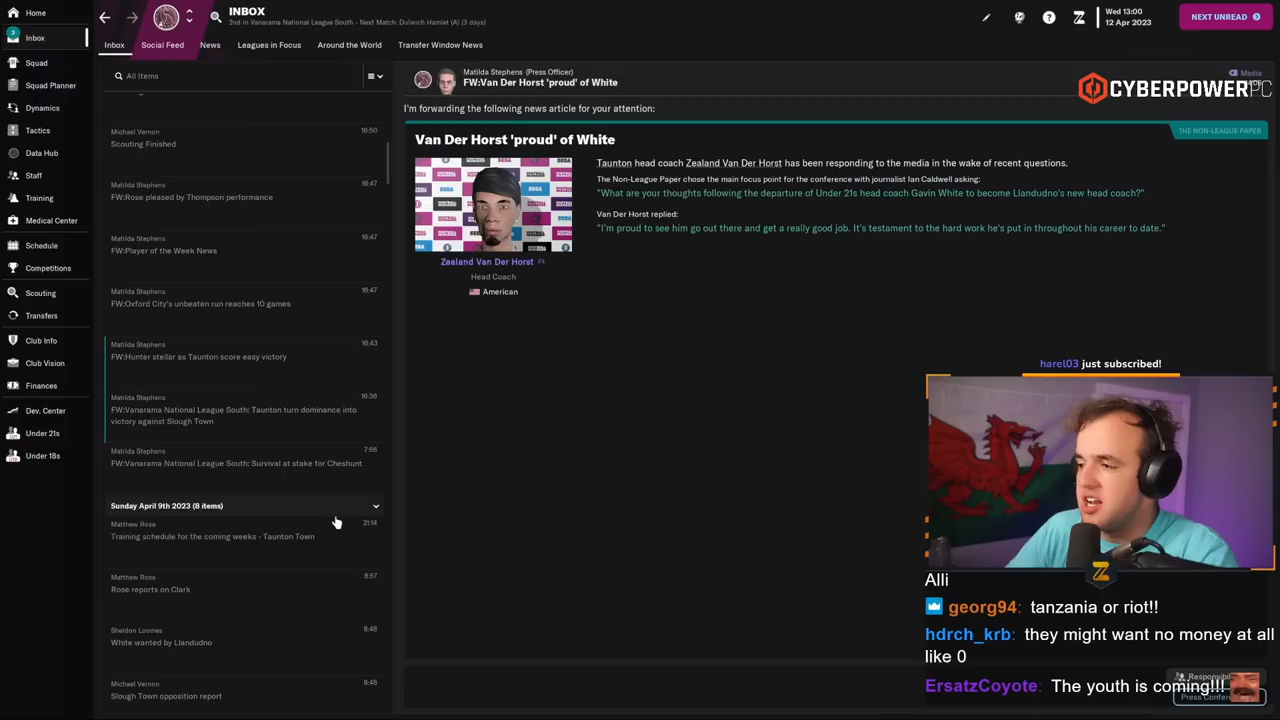 Home
3
Inbox
Squad
Squad Planner
Dynamics
Tactics
Data Hub
Staff
Training
Medical Center
Schedule
Competitions
Scouting
Transfers
Club Info
Club Vision
Finances
Dev. Center
Under 21s
Under 18s
INBOX
2nd in Vanarama National League South - Next Match: Dulwich Hamlet (A) (3 days)
Wed 13:00
12 Apr 2023
NEXT UNREAD
Inbox
Social Feed
News
Leagues in Focus
Around the World
Transfer Window News
All Items
Michael Vernon
16:50
Scouting Finished
Matilda Stephens
16:47
FW:Rose pleased by Thompson performance
Matilda Stephens
16:47
FW:Player of the Week News
Matilda Stephens
16:47
FW:Oxford City's unbeaten run reaches 10 games
Matilda Stephens
16:43
FW:Hunter stellar as Taunton score easy victory
Matilda Stephens
16:36
FW:Vanarama National League South: Taunton turn dominance into
victory against Slough Town
Matilda Stephens
7:56
FW:Vanarama National League South: Survival at stake for Cheshunt
Sunday April 9th 2023 (8 items)
Matthew Rose
21:14
Training schedule for the coming weeks - Taunton Town
Matthew Rose
8:57
Rose reports on Clark
Sheldon Loomes
8:48
White wanted by Llandudno
Michael Vernon
8:48
Slough Town opposition report
Matilda Stephens (Press Officer)
FW:Van Der Horst 'proud' of White
Media
CYBERPOWERPC
I'm forwarding the following news article for your attention:
Van Der Horst 'proud' of White
THE NON-LEAGUE PAPER
Taunton head coach Zealand Van Der Horst has been responding to the media in the wake of recent questions.
The Non-League Paper chose the main focus point for the conference with journalist Ian Caldwell asking:
"What are your thoughts following the departure of Under 21s head coach Gavin White to become Llandudno's new head coach?"
Van Der Horst replied:
"I'm proud to see him go out there and get a really good job. It's testament to the hard work he's put in throughout his career to date."
SEGA
Zealand Van Der Horst
Head Coach
American
harel03 just subscribed!
Z
Alli
georg94: tanzania or riot!!
hdrch_krb: they might want no money at all
like 0
ErsatzCoyote: The youth is coming!!!